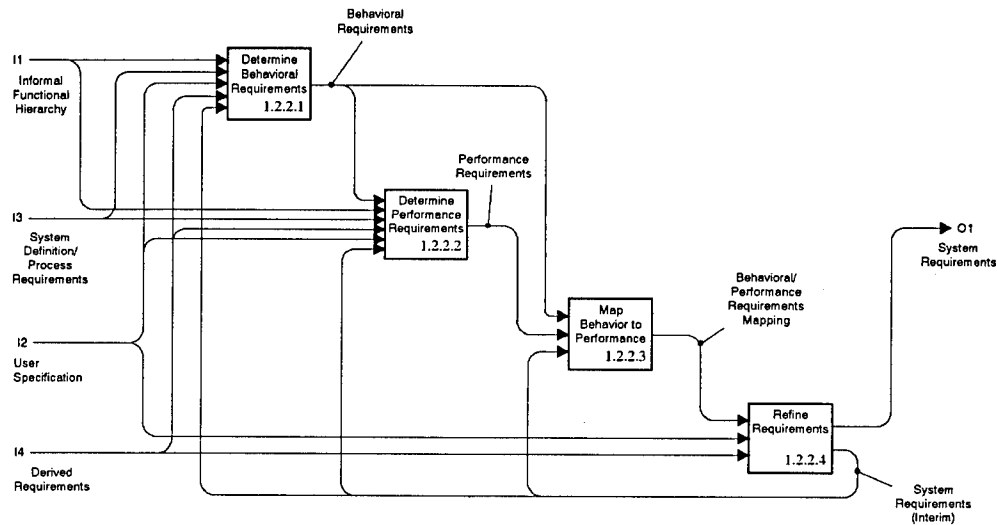 Behavioral
Requirements
I1
Informal
Functional
Hierarchy
Determine
Behavioral
Requirements
1.2.2.1
Performance
Requirements
I3
System
Definition/
Process
Requirements
Determine
Performance
Requirements
1.2.2.2
O1
System
Requirements
Behavioral/
Performance
Requirements
Mapping
Map
Behavior to
Performance
1.2.2.3
I2
User
Specification
Refine
Requirements
1.2.2.4
I4
Derived
Requirements
System
Requirements
(Interim)